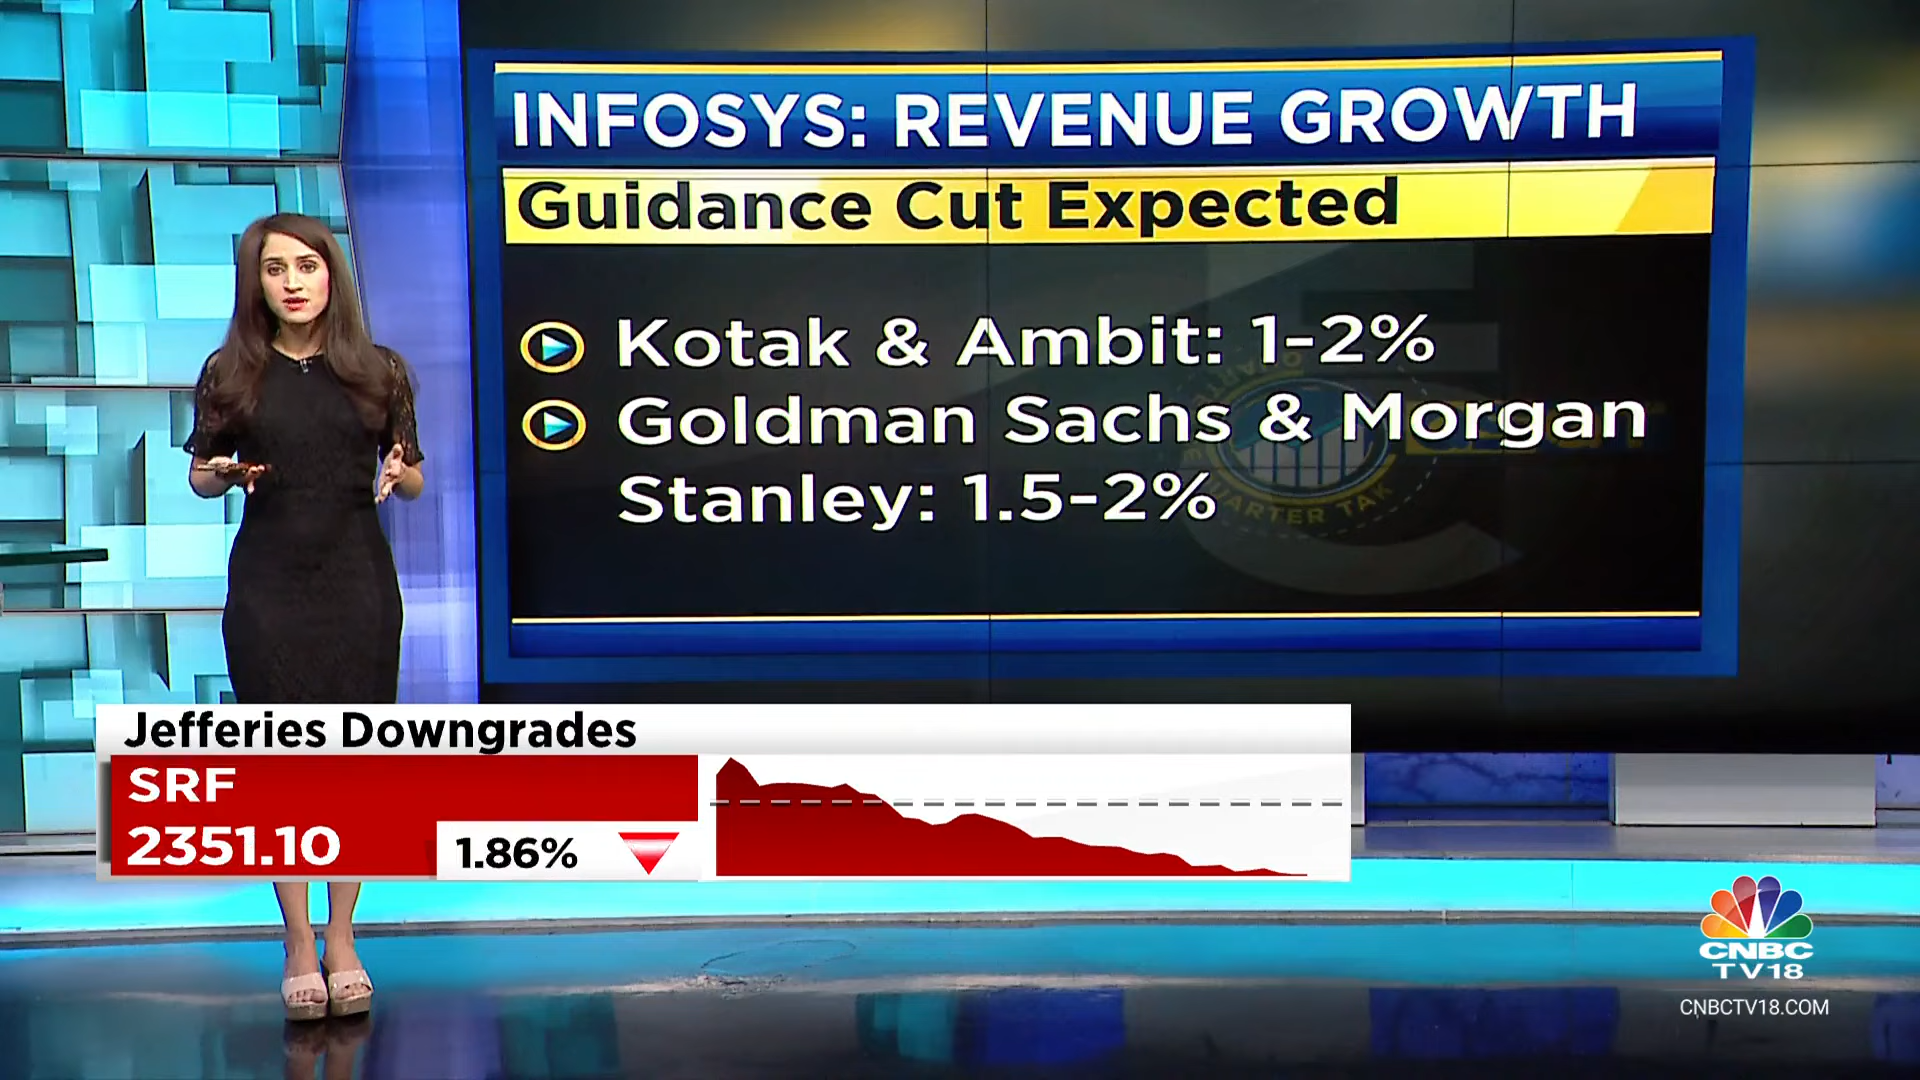 INFOSYS: REVENUE GROWTH
Guidance Cut Expected
Kotak & Ambit: 1-2%
Goldman Sachs & Morgan
Stanley: 1.5-2%
Jefferies Downgrades
SRF
2351.10
1.86%
CNBC
TV18
CNBCTV18.COM